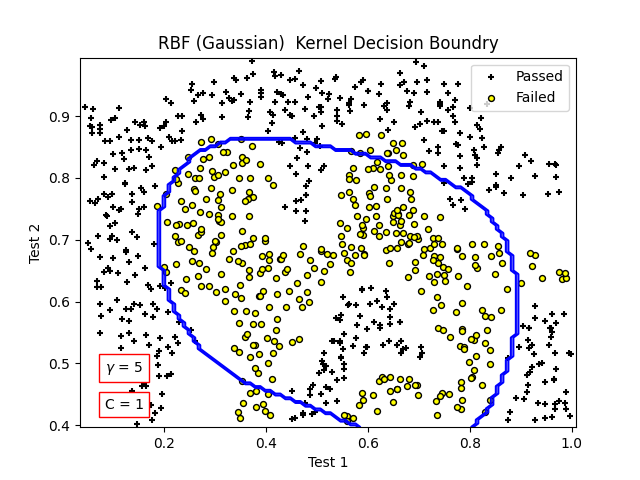 RBF (Gaussian)  Kernel Decision Boundry
Passed
Failed
0.9
0.8
0.7
0.6
0.5
0.4
Test 2
γ = 5
C = 1
0.2
0.4
0.6
0.8
1.0
Test 1